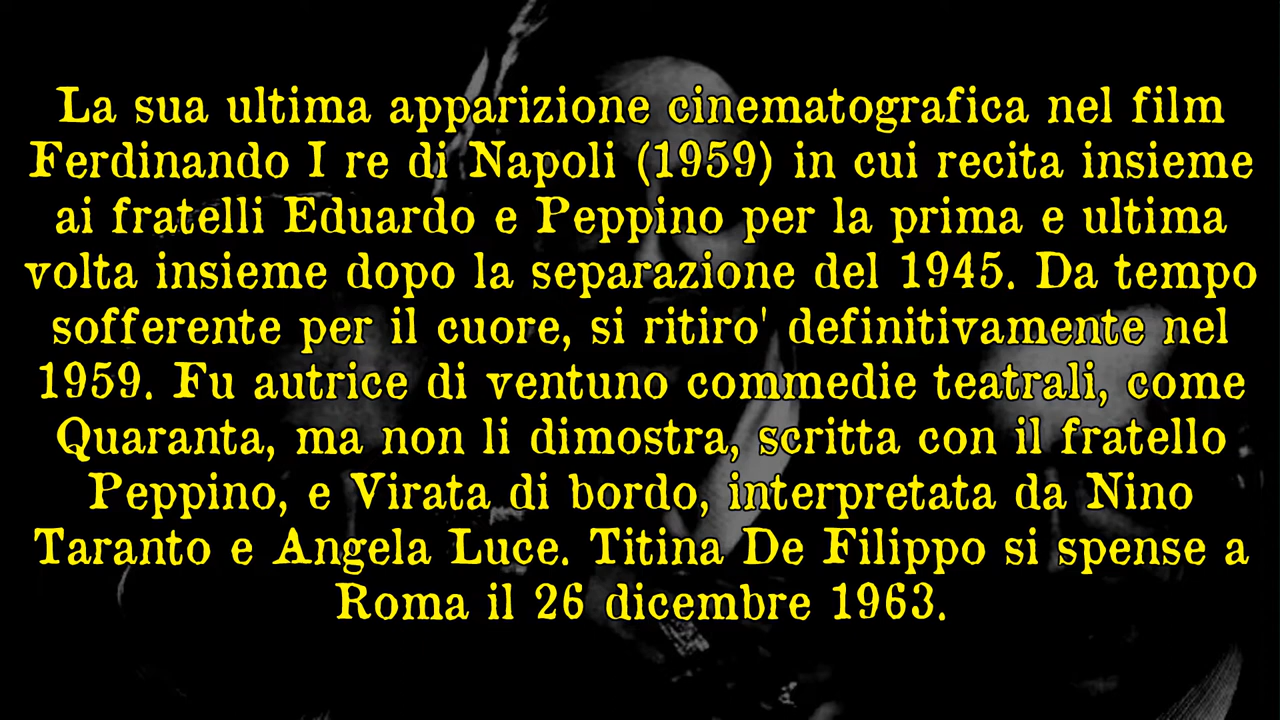 La sua ultima apparizione cinematografica nel film
Ferdinando I re di Napoli (1959) in cui recita insieme
ai fratelli Eduardo e Peppino per la prima e ultima
volta insieme dopo la separazione del 1945. Da tempo
sofferente per il cuore, si ritiro' definitivamente nel
1959. Fu autrice di ventuno commedie teatrali, come
Quaranta, ma non li dimostra, scritta con il fratello
Peppino, e Virata di bordo, interpretata da Nino
Taranto e Angela Luce. Titina De Filippo si spense a
Roma il 26 dicembre 1963.